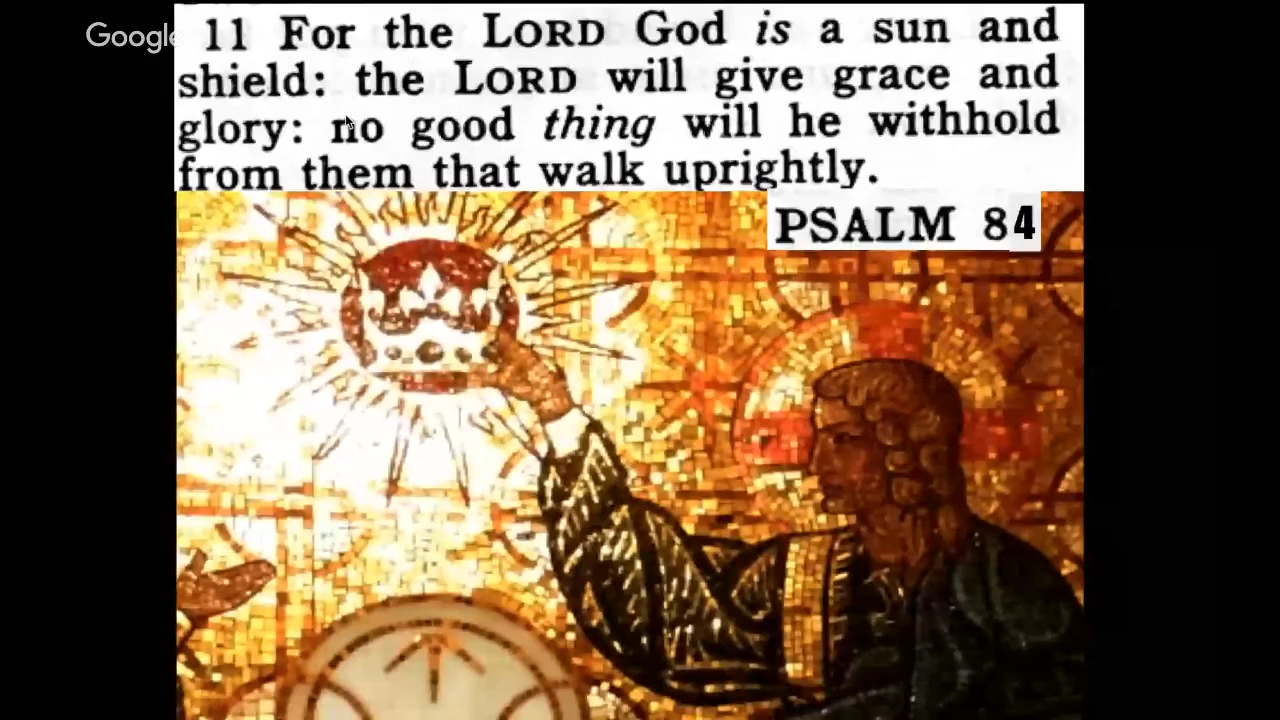 Google
11 For the LORD God is a sun and
shield: the LORD will give grace and
glory: no good thing will he withhold
from them that walk uprightly.
PSALM 84